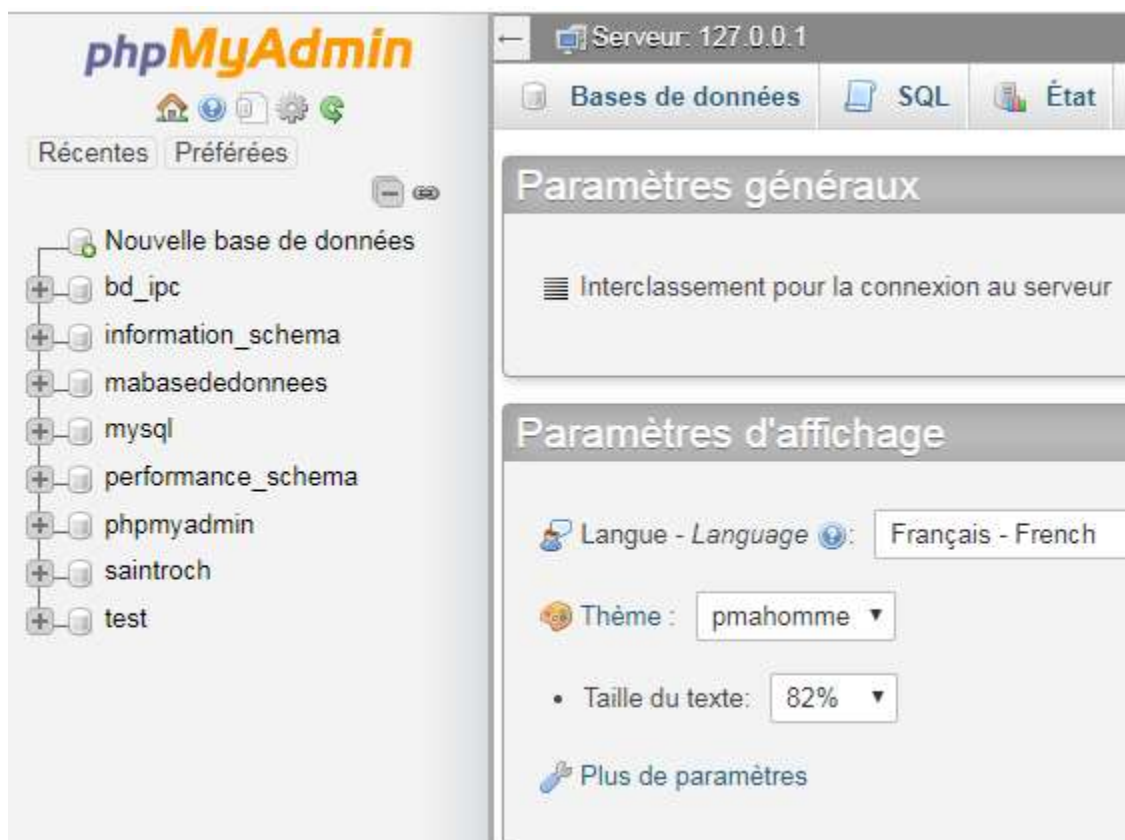 phpMyAdmin
Récentes Préférées
Nouvelle base de données
bd_ipc
information_schema
mabasededonnees
mysql
performance_schema
phpmyadmin
saintroch
test
Serveur: 127.0.0.1
Bases de données SQL État
Paramètres généraux
Interclassement pour la connexion au serveur
Paramètres d'affichage
Langue - Language : Français - French
Thème : pmahomme
Taille du texte: 82%
Plus de paramètres